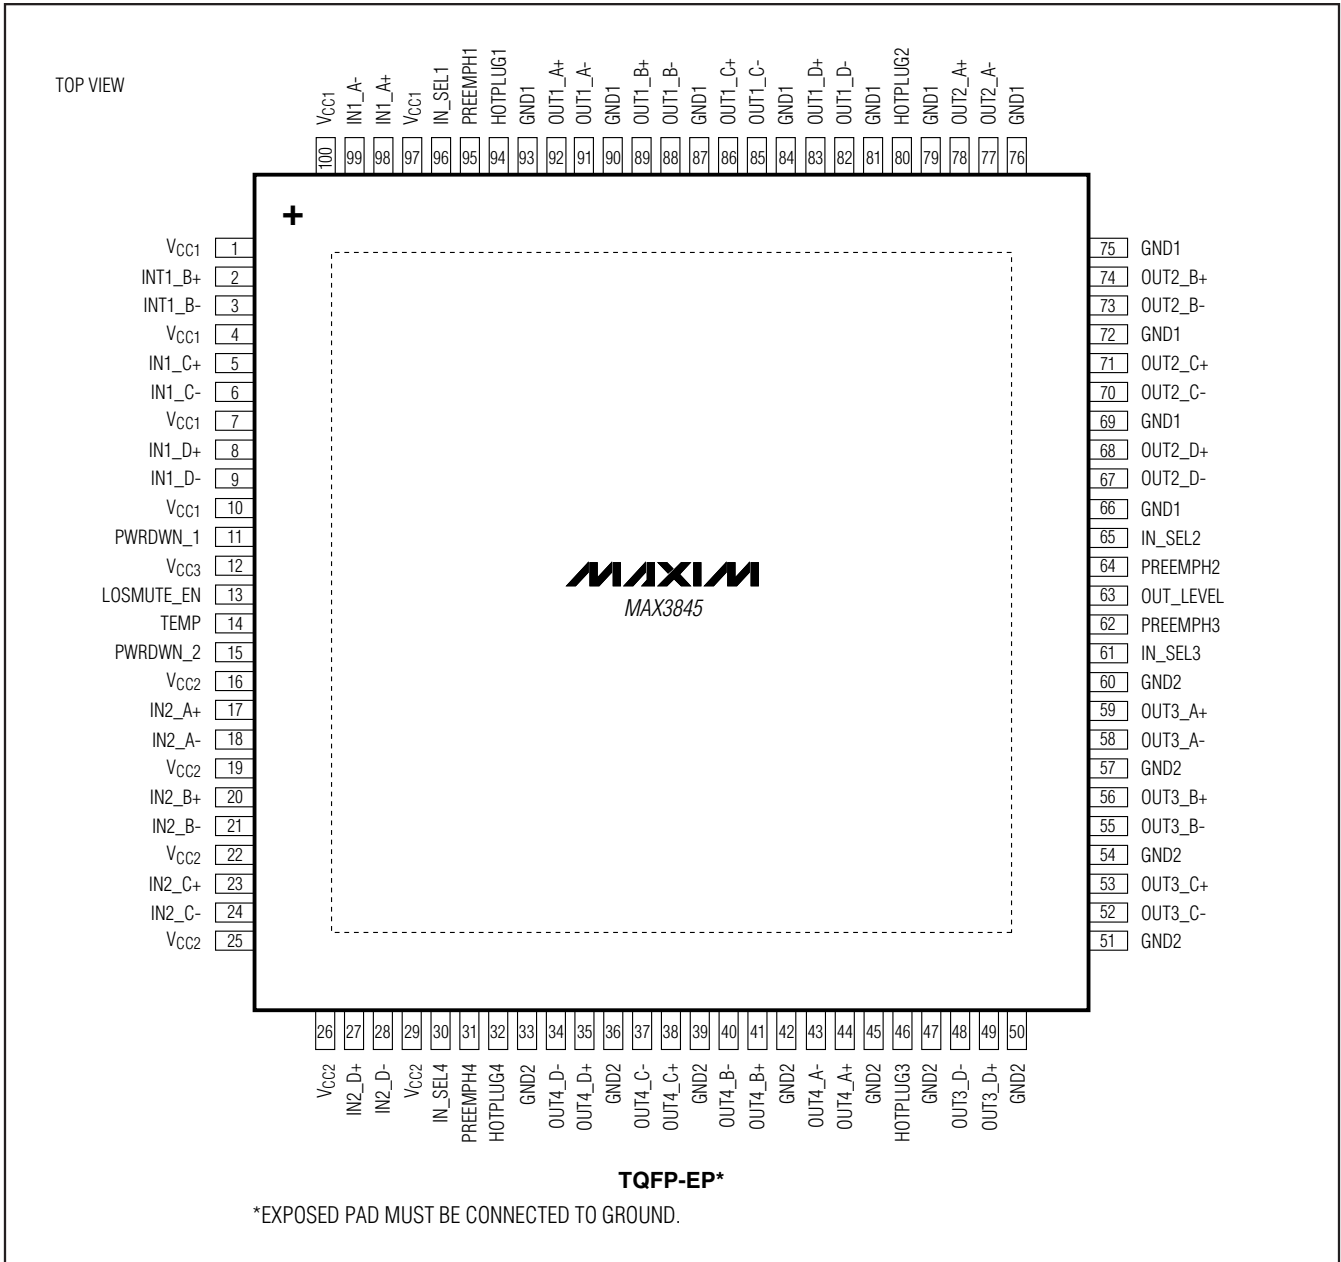 TOP VIEW
VCC1
IN1_A-
IN1_A+
VCC1
IN_SEL1
PREEMPH1
HOTPLUG1
GND1
OUT1_A+
OUT1_A-
GND1
OUT1_B+
OUT1_B-
GND1
OUT1_C+
OUT1_C-
GND1
OUT1_D+
OUT1_D-
GND1
HOTPLUG2
GND1
OUT2_A+
OUT2_A-
GND1
100 99 98 97 96 95 94 93 92 91 90 89 88 87 86 85 84 83 82 81 80 79 78 77 76
+
VCC1 1
INT1_B+ 2
INT1_B- 3
VCC1 4
IN1_C+ 5
IN1_C- 6
VCC1 7
IN1_D+ 8
IN1_D- 9
VCC1 10
PWRDWN_1 11
VCC3 12
LOSMUTE_EN 13
TEMP 14
PWRDWN_2 15
VCC2 16
IN2_A+ 17
IN2_A- 18
VCC2 19
IN2_B+ 20
IN2_B- 21
VCC2 22
IN2_C+ 23
IN2_C- 24
VCC2 25
MAXIM
MAX3845
75 GND1
74 OUT2_B+
73 OUT2_B-
72 GND1
71 OUT2_C+
70 OUT2_C-
69 GND1
68 OUT2_D+
67 OUT2_D-
66 GND1
65 IN_SEL2
64 PREEMPH2
63 OUT_LEVEL
62 PREEMPH3
61 IN_SEL3
60 GND2
59 OUT3_A+
58 OUT3_A-
57 GND2
56 OUT3_B+
55 OUT3_B-
54 GND2
53 OUT3_C+
52 OUT3_C-
51 GND2
26 27 28 29 30 31 32 33 34 35 36 37 38 39 40 41 42 43 44 45 46 47 48 49 50
VCC2
IN2_D+
IN2_D-
VCC2
IN_SEL4
PREEMPH4
HOTPLUG4
GND2
OUT4_D-
OUT4_D+
GND2
OUT4_C-
OUT4_C+
GND2
OUT4_B-
OUT4_B+
GND2
OUT4_A-
OUT4_A+
GND2
HOTPLUG3
GND2
OUT3_D-
OUT3_D+
GND2
TQFP-EP*
*EXPOSED PAD MUST BE CONNECTED TO GROUND.